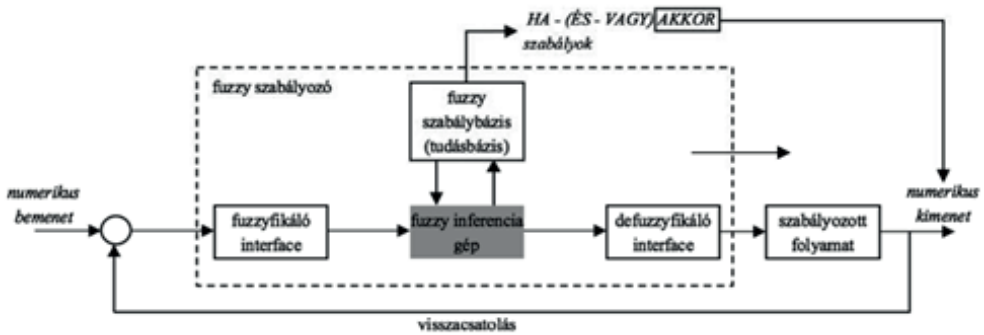 HA - (ÉS - VAGY) AKKOR
szabályok
fuzzy szabályozó
fuzzy
szabálybázis
(tudásbázis)
numerikus
bemenet
fuzzyfikáló
interface
fuzzy inferencia
gép
defuzzyfikáló
interface
szabályozott
folyamat
numerikus
kimenet
visszacsatolás